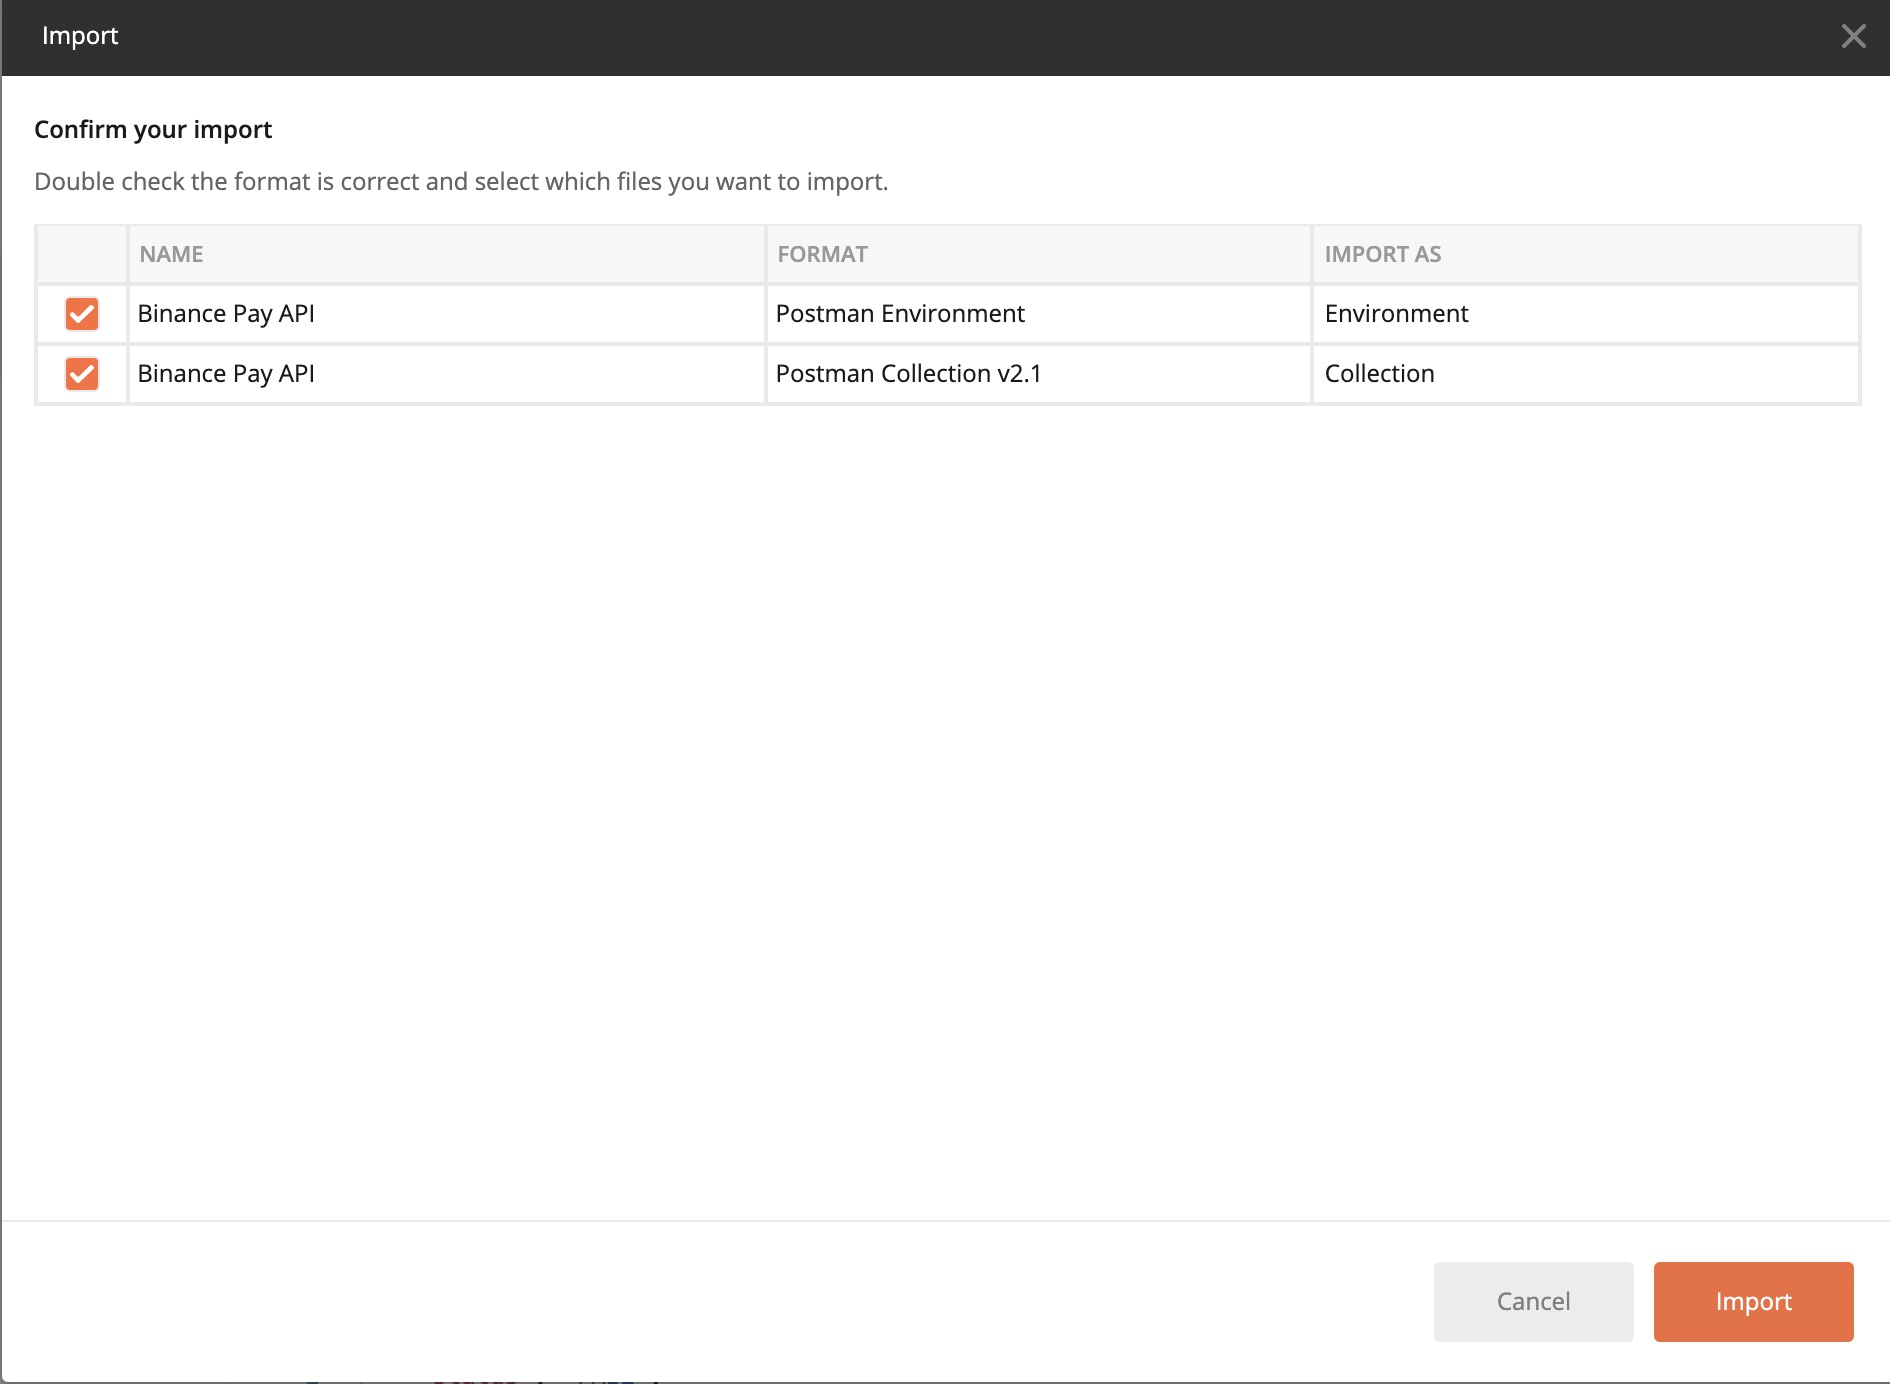 Import
Confirm your import
Double check the format is correct and select which files you want to import.
NAME FORMAT IMPORT AS
Binance Pay API Postman Environment Environment
Binance Pay API Postman Collection v2.1 Collection
Cancel Import